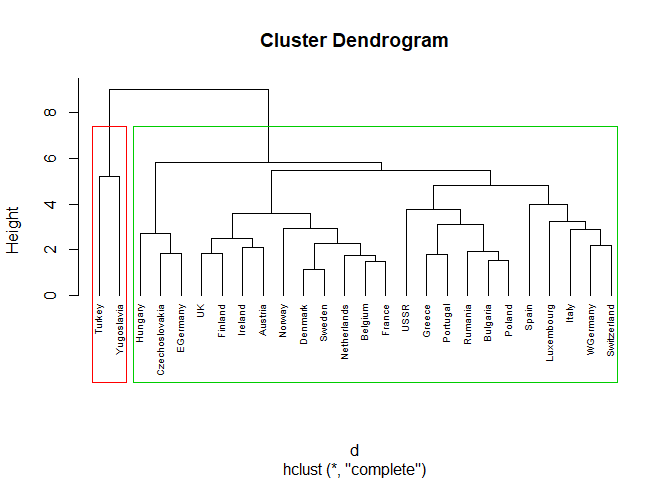 Cluster Dendrogram
Height
0 2 4 6 8
Turkey
Yugoslavia
Hungary
Czechoslovakia
EGermany
UK
Finland
Ireland
Austria
Norway
Denmark
Sweden
Netherlands
Belgium
France
USSR
Greece
Portugal
Rumania
Bulgaria
Poland
Spain
Luxembourg
Italy
WGermany
Switzerland
d
hclust (*, "complete")